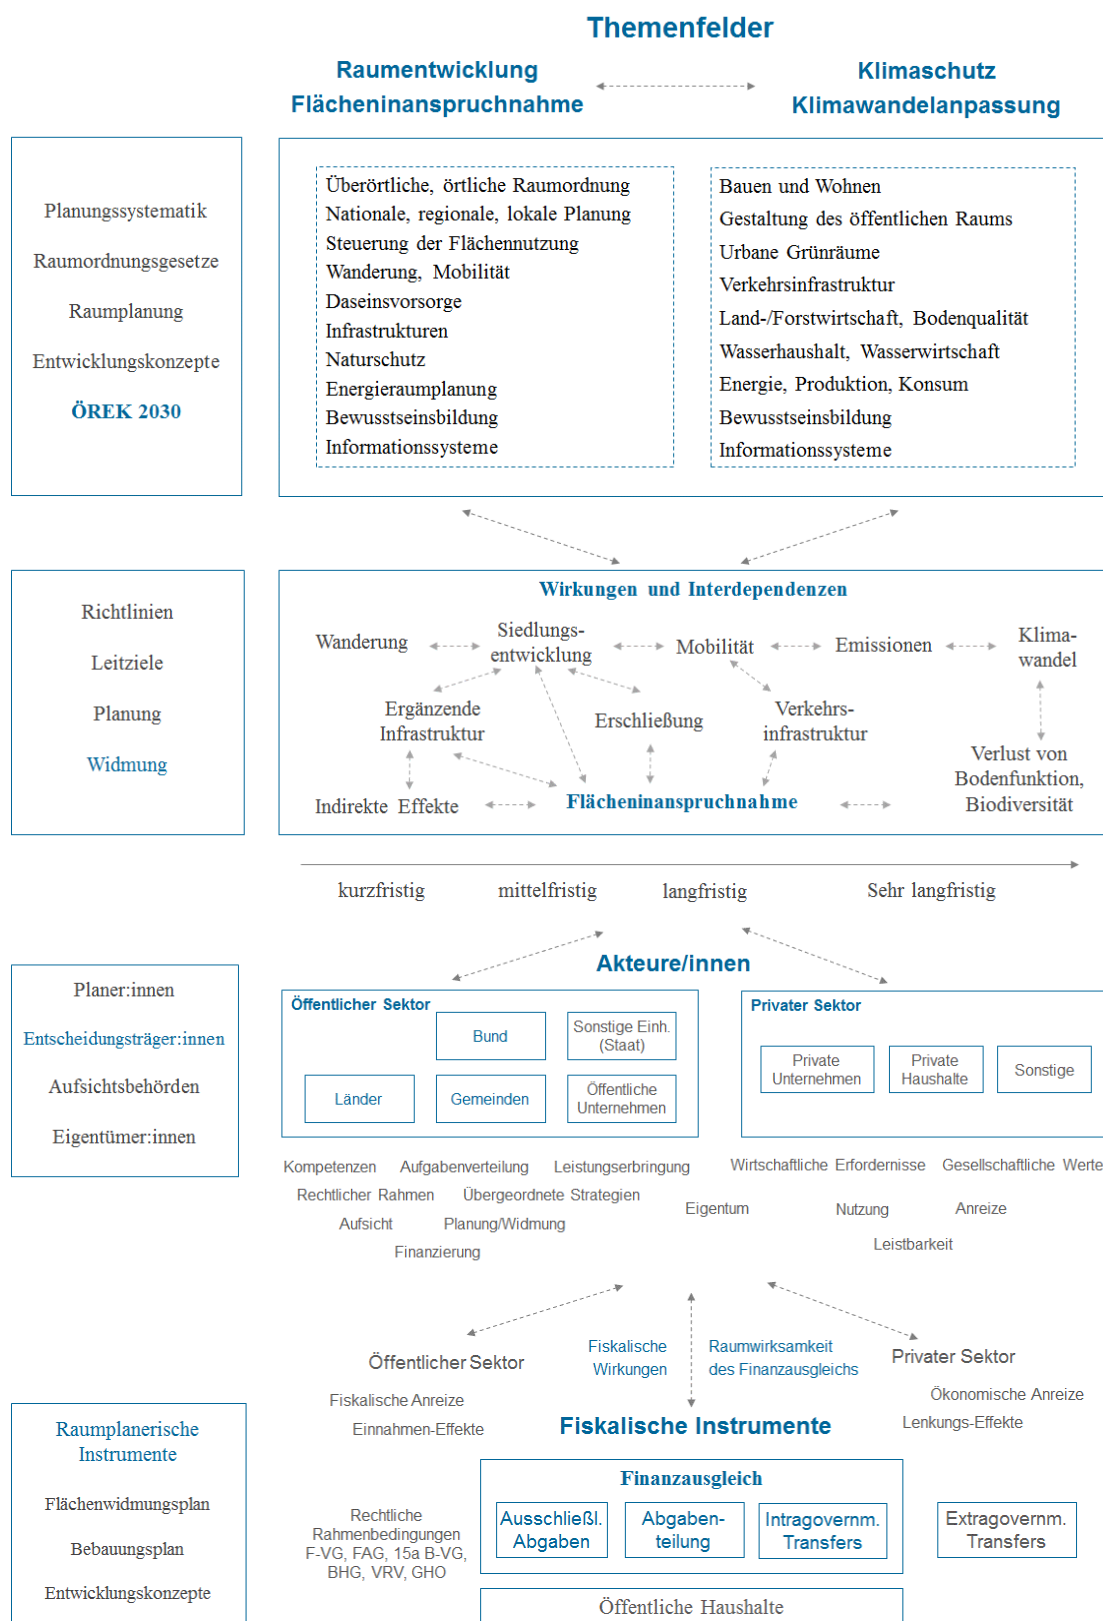 Themenfelder
Raumentwicklung
Flächeninanspruchnahme
Klimaschutz
Klimawandelanpassung
Planungssystematik
Raumordnungsgesetze
Raumplanung
Entwicklungskonzepte
ÖREK 2030
Überörtliche, örtliche Raumordnung
Nationale, regionale, lokale Planung
Steuerung der Flächennutzung
Wanderung, Mobilität
Daseinsvorsorge
Infrastrukturen
Naturschutz
Energieraumplanung
Bewusstseinsbildung
Informationssysteme
Bauen und Wohnen
Gestaltung des öffentlichen Raums
Urbane Grünräume
Verkehrsinfrastruktur
Land-/Forstwirtschaft, Bodenqualität
Wasserhaushalt, Wasserwirtschaft
Energie, Produktion, Konsum
Bewusstseinsbildung
Informationssysteme
Richtlinien
Leitziele
Planung
Widmung
Wirkungen und Interdependenzen
Wanderung
Siedlungs-
entwicklung
Mobilität
Emissionen
Klima-
wandel
Ergänzende
Infrastruktur
Erschließung
Verkehrs-
infrastruktur
Indirekte Effekte
Flächeninanspruchnahme
Verlust von
Bodenfunktion,
Biodiversität
kurzfristig
mittelfristig
langfristig
Sehr langfristig
Akteure/innen
Planer:innen
Entscheidungsträger:innen
Aufsichtsbehörden
Eigentümer:innen
Öffentlicher Sektor
Bund
Sonstige Einh.
(Staat)
Länder
Gemeinden
Öffentliche
Unternehmen
Privater Sektor
Private
Unternehmen
Private
Haushalte
Sonstige
Kompetenzen
Aufgabenverteilung
Leistungserbringung
Rechtlicher Rahmen
Übergeordnete Strategien
Aufsicht
Planung/Widmung
Finanzierung
Eigentum
Wirtschaftliche Erfordernisse
Gesellschaftliche Werte
Nutzung
Anreize
Leistbarkeit
Öffentlicher Sektor
Fiskalische Anreize
Einnahmen-Effekte
Fiskalische
Wirkungen
Raumwirksamkeit
des Finanzausgleichs
Privater Sektor
Ökonomische Anreize
Lenkungs-Effekte
Fiskalische Instrumente
Raumplanerische
Instrumente
Flächenwidmungsplan
Bebauungsplan
Entwicklungskonzepte
Rechtliche
Rahmenbedingungen
F-VG, FAG, 15a B-VG,
BHG, VRV, GHO
Finanzausgleich
Ausschließl.
Abgaben
Abgaben-
teilung
Intragovernm.
Transfers
Extragovernm.
Transfers
Öffentliche Haushalte